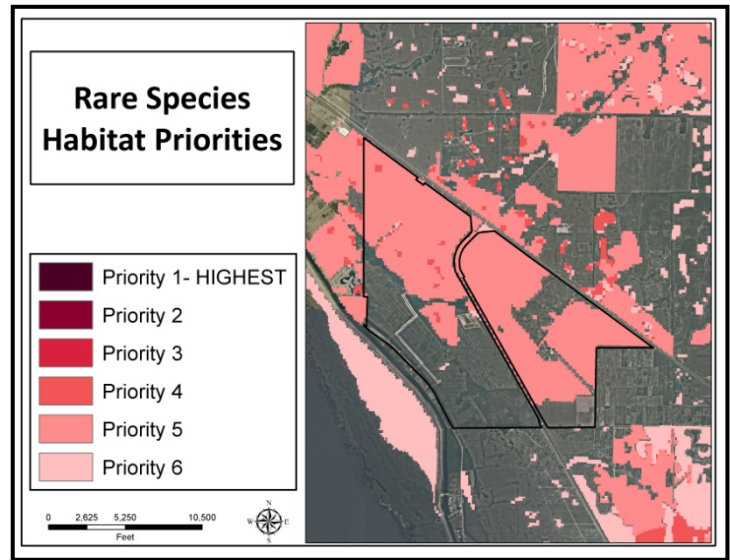 Rare Species
Habitat Priorities
Priority 1- HIGHEST
Priority 2
Priority 3
Priority 4
Priority 5
Priority 6
0 2,625 5,250 10,500
Feet
N
W E
S